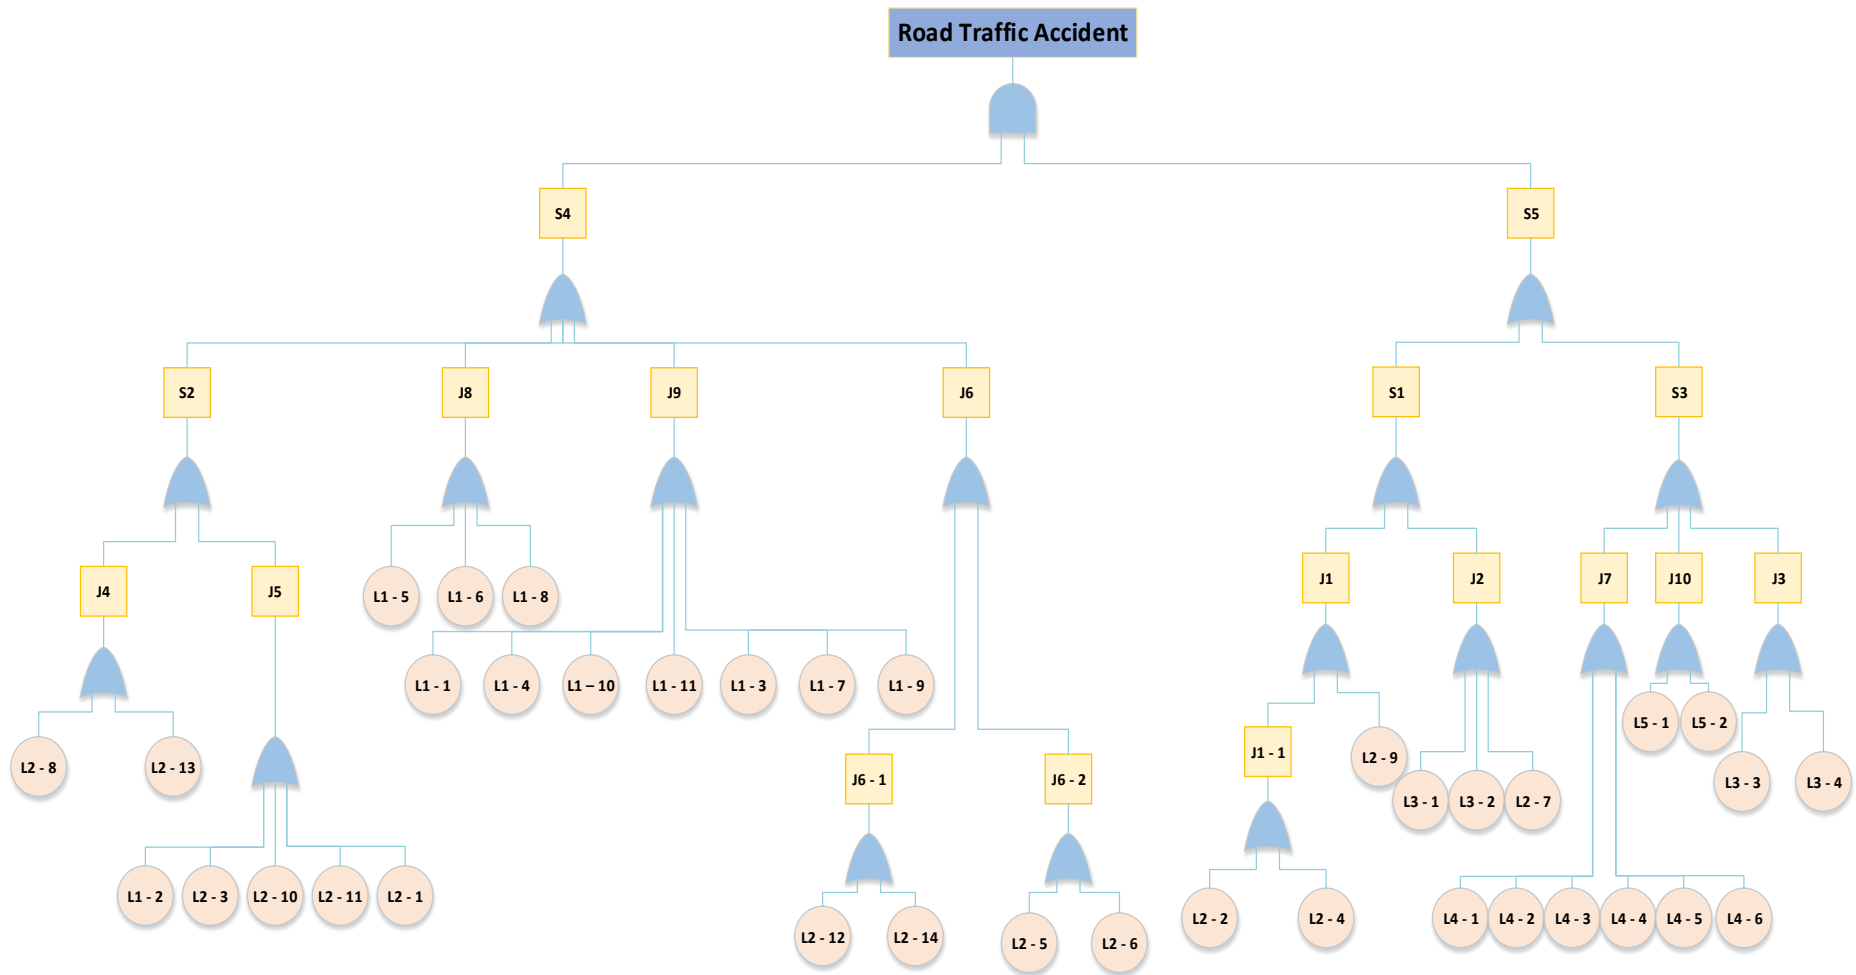 Road Traffic Accident
S4
S5
S2
J8
J9
J6
S1
S3
J4
J5
J1
J2
J7
J10
J3
L1 - 5
L1 - 6
L1 - 8
L1 - 1
L1 - 4
L1 – 10
L1 - 11
L1 - 3
L1 - 7
L1 - 9
L5 - 1
L5 - 2
L2 - 8
L2 - 13
J6 - 1
J6 - 2
J1 - 1
L2 - 9
L3 - 1
L3 - 2
L2 - 7
L3 - 3
L3 - 4
L1 - 2
L2 - 3
L2 - 10
L2 - 11
L2 - 1
L2 - 12
L2 - 14
L2 - 5
L2 - 6
L2 - 2
L2 - 4
L4 - 1
L4 - 2
L4 - 3
L4 - 4
L4 - 5
L4 - 6